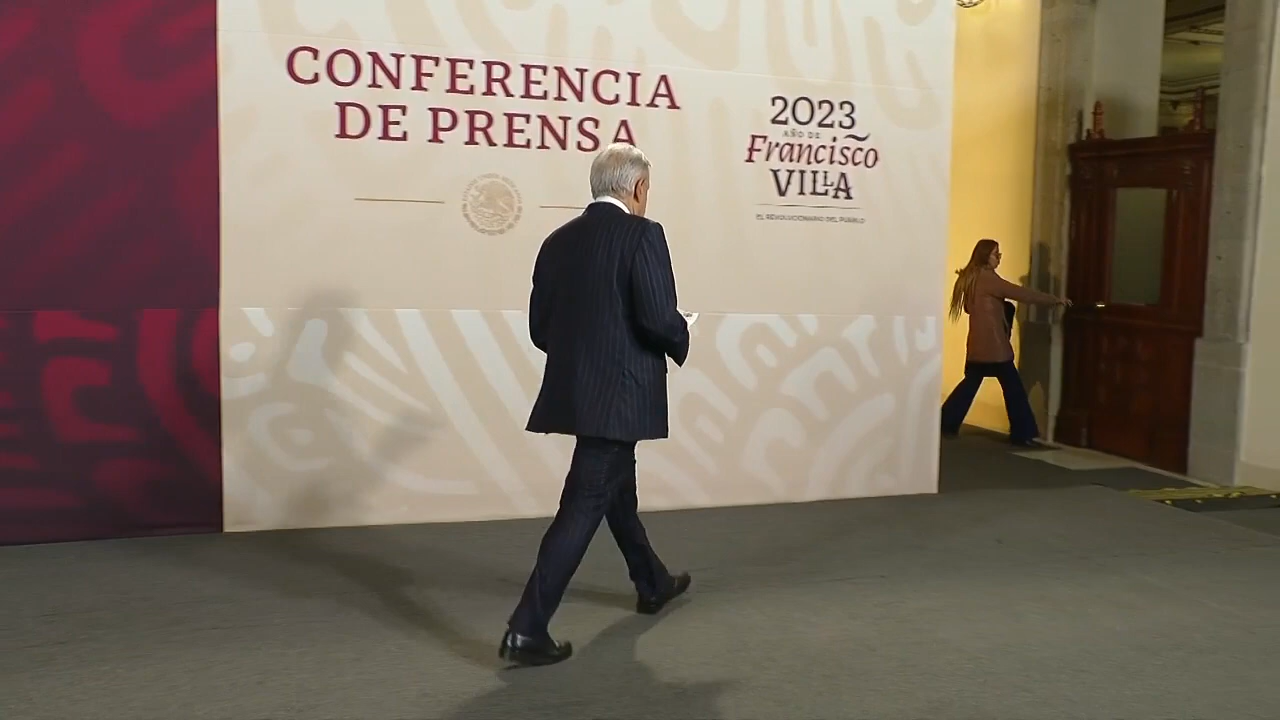 CONFERENCIA
DE PRENSA
2023
AÑO DE
Francisco
VILLA
EL REVOLUCIONARIO DEL PUEBLO